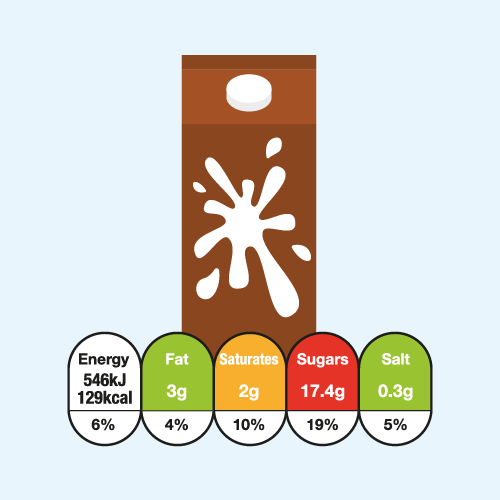 Energy
546kJ
129kcal
6%
Fat
3g
4%
Saturates
2g
10%
Sugars
17.4g
19%
Salt
0.3g
5%